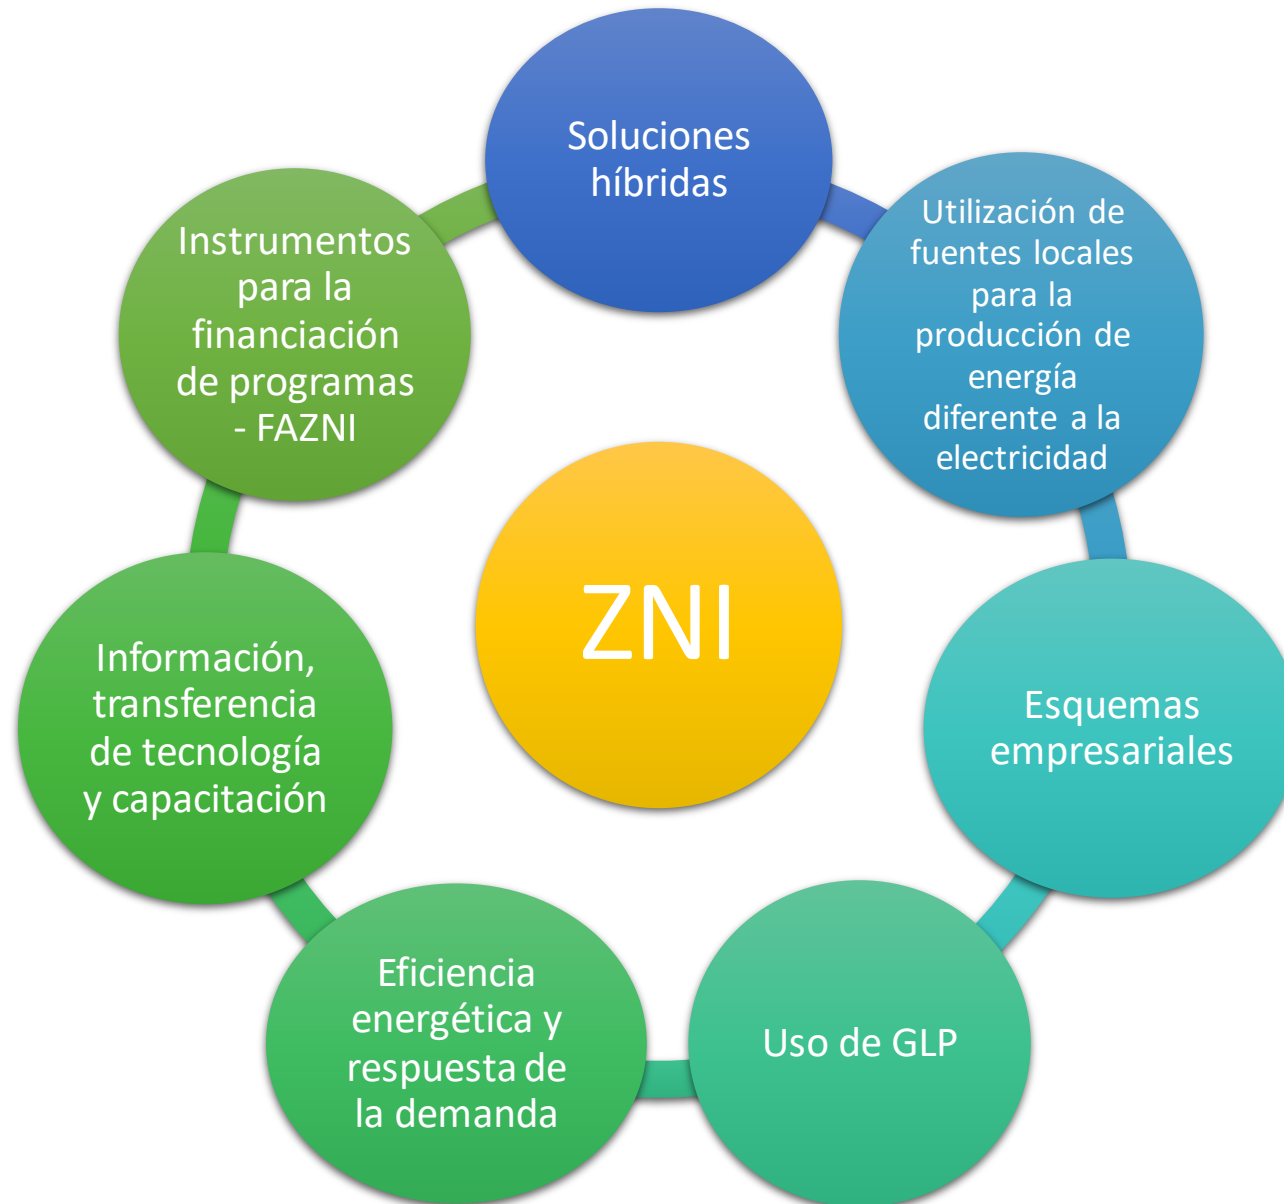 Soluciones
híbridas
Utilización de
fuentes locales
para la
producción de
energía
diferente a la
electricidad
Esquemas
empresariales
Uso de GLP
Eficiencia
energética y
respuesta de
la demanda
Información,
transferencia
de tecnología
y capacitación
Instrumentos
para la
financiación
de programas
- FAZNI
ZNI